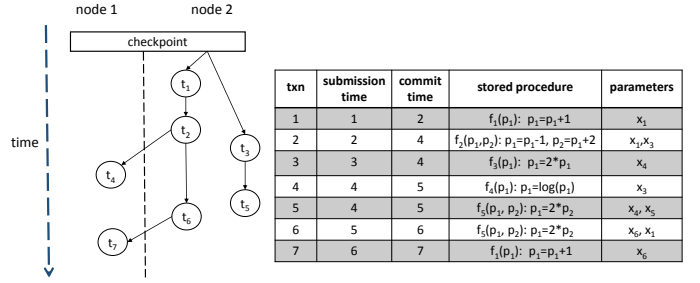 node 1 node 2
checkpoint
time
t1
t2
t3
t4
t5
t6
t7
txn submission time commit time stored procedure parameters
1 1 2 f1(p1): p1=p1+1 x1
2 2 4 f2(p1,p2): p1=p1-1, p2=p1+2 x1,x3
3 3 4 f3(p1): p1=2*p1 x4
4 4 5 f4(p1): p1=log(p1) x3
5 4 5 f5(p1, p2): p1=2*p2 x4, x5
6 5 6 f5(p1, p2): p1=2*p2 x6, x1
7 6 7 f1(p1): p1=p1+1 x6